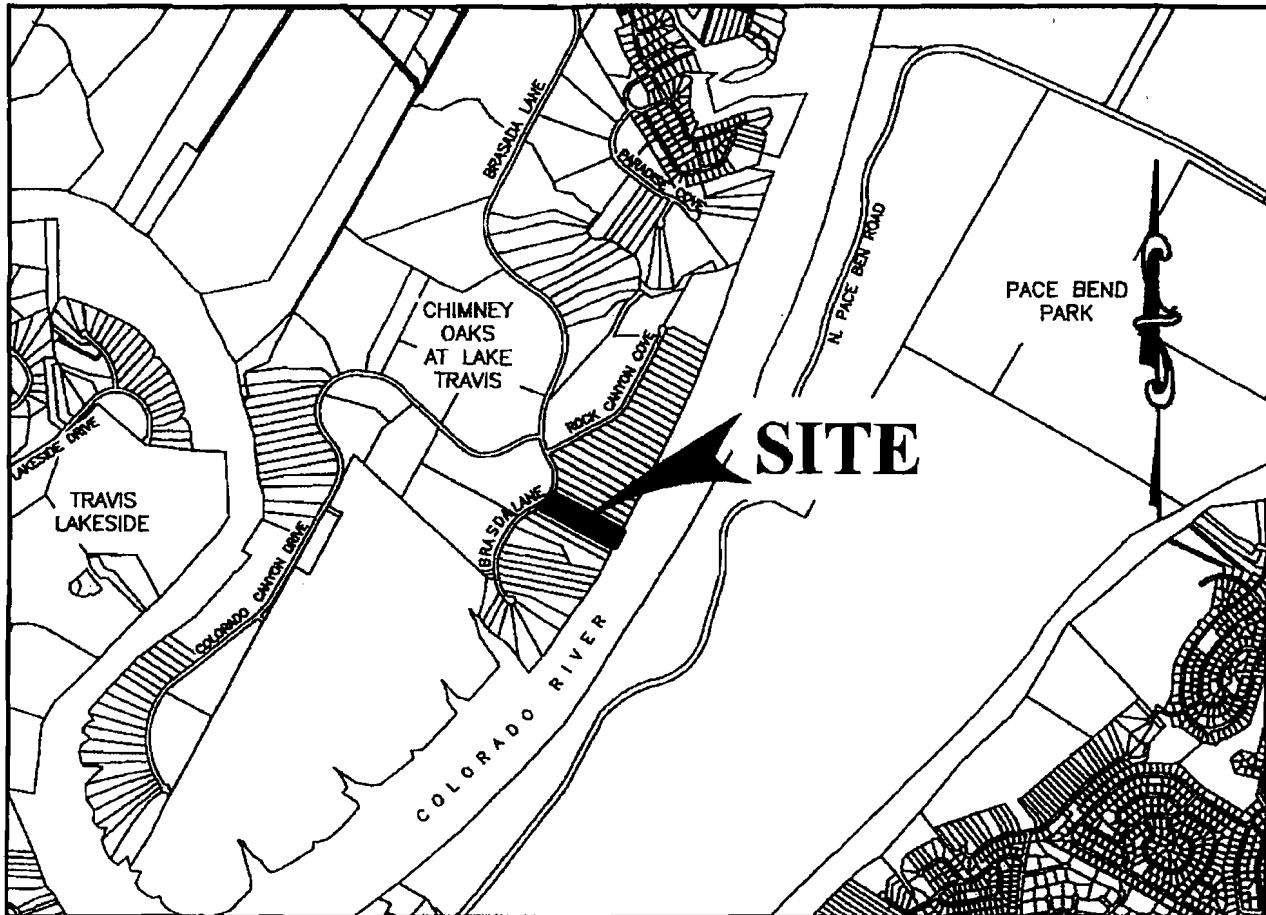 BRASADA LANE
PARADISE COVE
N. PACE BEN ROAD
PACE BEND
PARK
CHIMNEY
OAKS
AT LAKE
TRAVIS
ROCK CANYON COVE
SITE
LAKESIDE DRIVE
TRAVIS
LAKESIDE
BRASDA LANE
COLORADO CANYON DRIVE
COLORADO RIVER